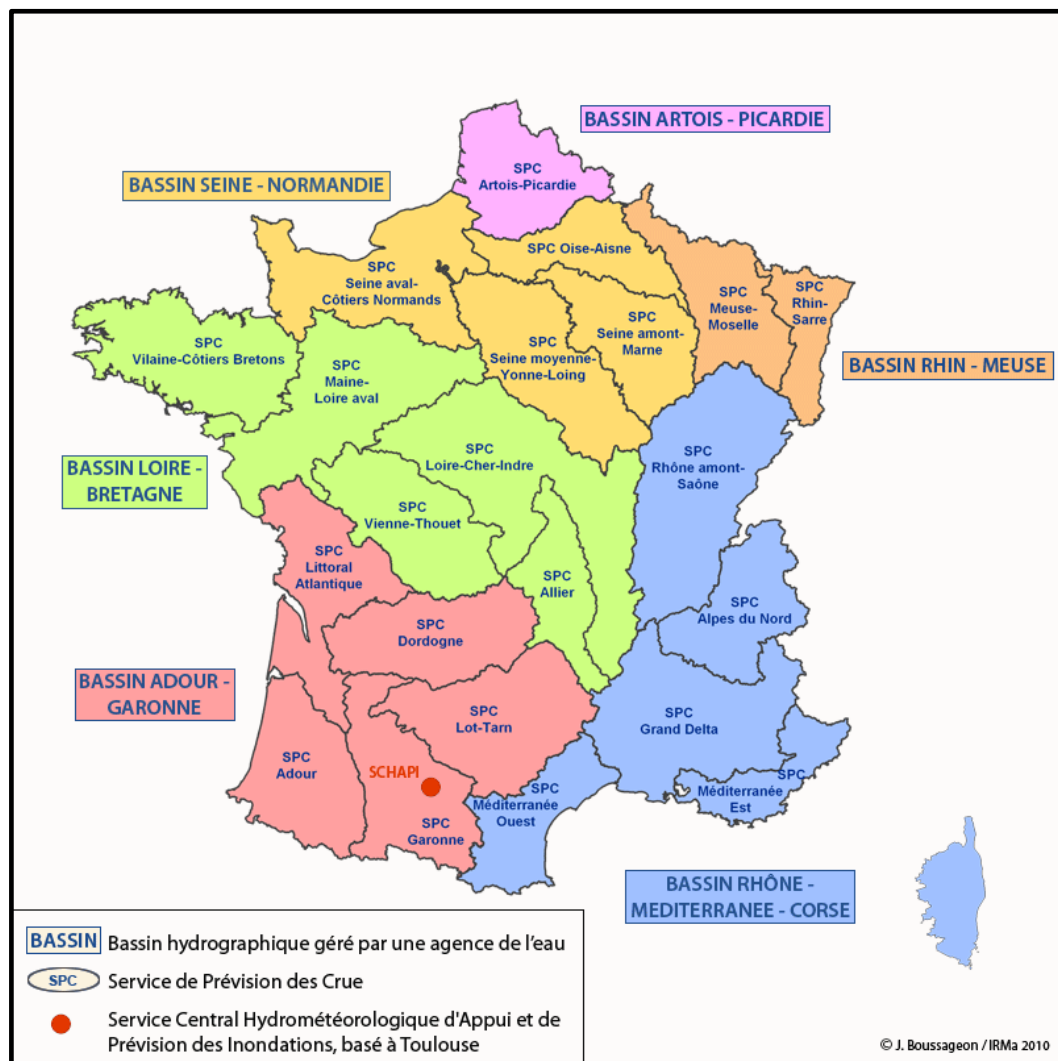 BASSIN ARTOIS - PICARDIE
SPC
Artois-Picardie
BASSIN SEINE - NORMANDIE
SPC Oise-Aisne
SPC
Seine aval-
Côtiers Normands
SPC
Meuse-
Moselle
SPC
Rhin-
Sarre
SPC
Seine amont-
Marne
SPC
Seine moyenne-
Yonne-Loing
SPC
Vilaine-Côtiers Bretons
SPC
Maine-
Loire aval
BASSIN RHIN - MEUSE
BASSIN LOIRE -
BRETAGNE
SPC
Loire-Cher-Indre
SPC
Rhône amont-
Saône
SPC
Vienne-Thouet
SPC
Littoral
Atlantique
SPC
Allier
SPC
Alpes du Nord
SPC
Dordogne
BASSIN ADOUR -
GARONNE
SPC
Lot-Tarn
SPC
Grand Delta
SPC
Adour
SCHAPI
SPC
Garonne
SPC
Méditerranée
Ouest
SPC
Méditerranée
Est
BASSIN RHÔNE -
MEDITERRANEE - CORSE
BASSIN Bassin hydrographique géré par une agence de l'eau
SPC Service de Prévision des Crue
Service Central Hydrométéorologique d'Appui et de
Prévision des Inondations, basé à Toulouse
© J. Boussageon / IRMa 2010